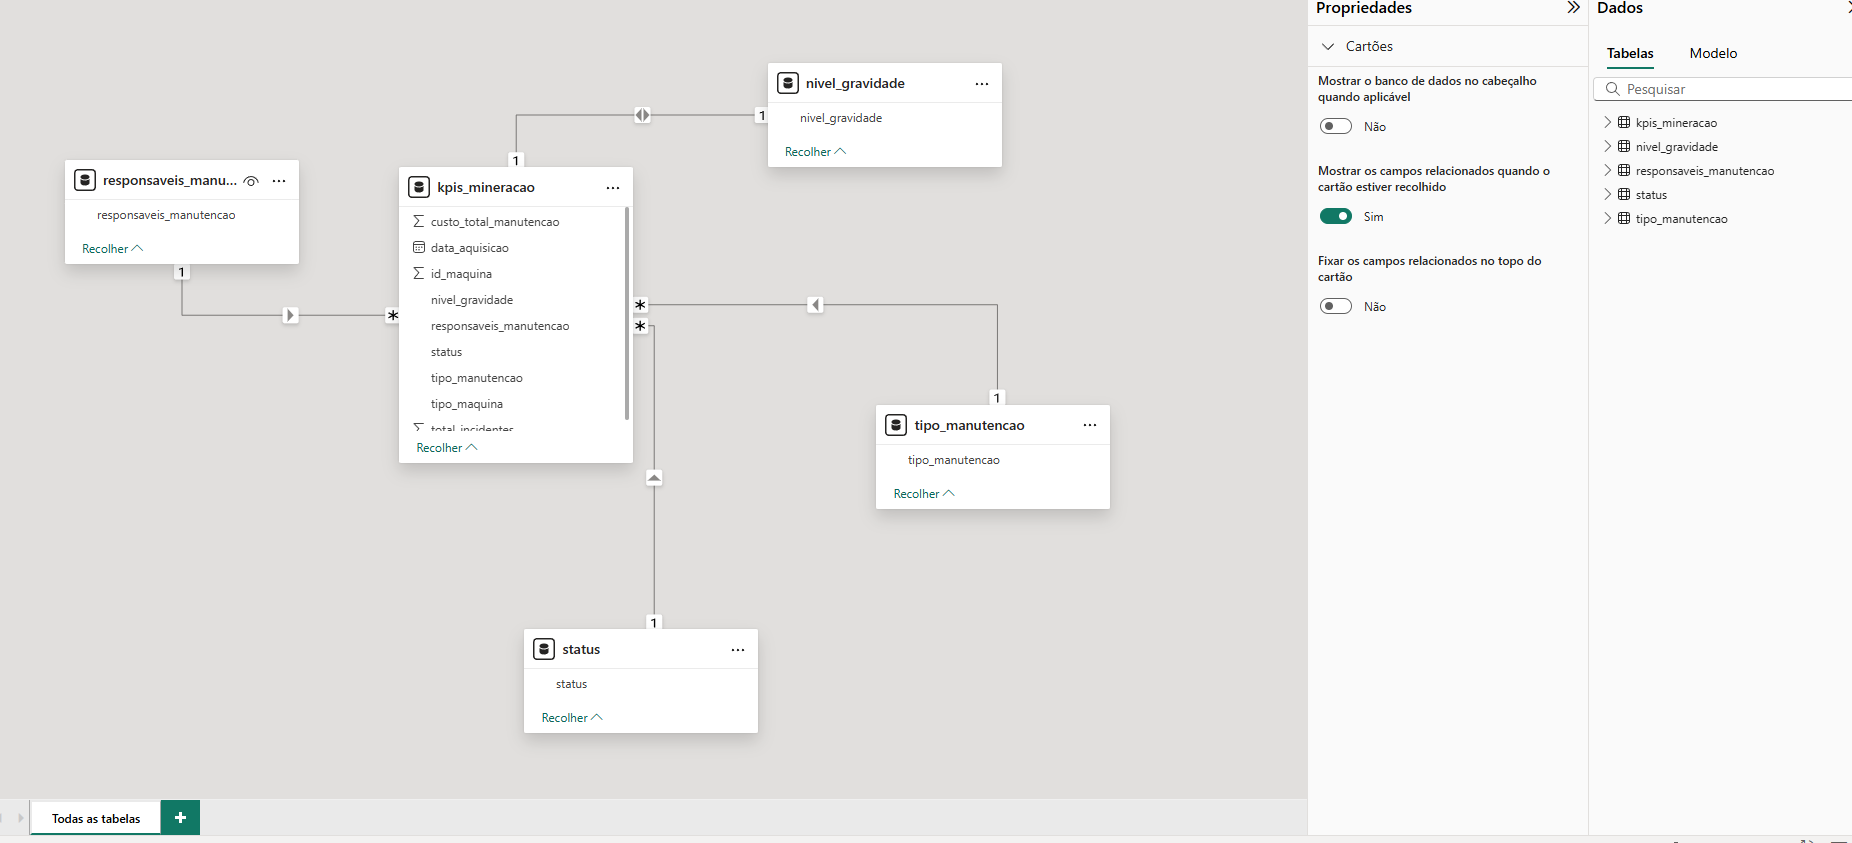 responsaveis_manu...
responsaveis_manutencao
Recolher
1
*
kpis_mineracao
custo_total_manutencao
data_aquisicao
id_maquina
nivel_gravidade
responsaveis_manutencao
status
tipo_manutencao
tipo_maquina
total_incidentes
Recolher
1
1
nivel_gravidade
nivel_gravidade
Recolher
*
*
1
tipo_manutencao
tipo_manutencao
Recolher
1
status
status
Recolher
Todas as tabelas
+
Propriedades
Cartões
Mostrar o banco de dados no cabeçalho
quando aplicável
Não
Mostrar os campos relacionados quando o
cartão estiver recolhido
Sim
Fixar os campos relacionados no topo do
cartão
Não
Dados
Tabelas Modelo
Pesquisar
kpis_mineracao
nivel_gravidade
responsaveis_manutencao
status
tipo_manutencao